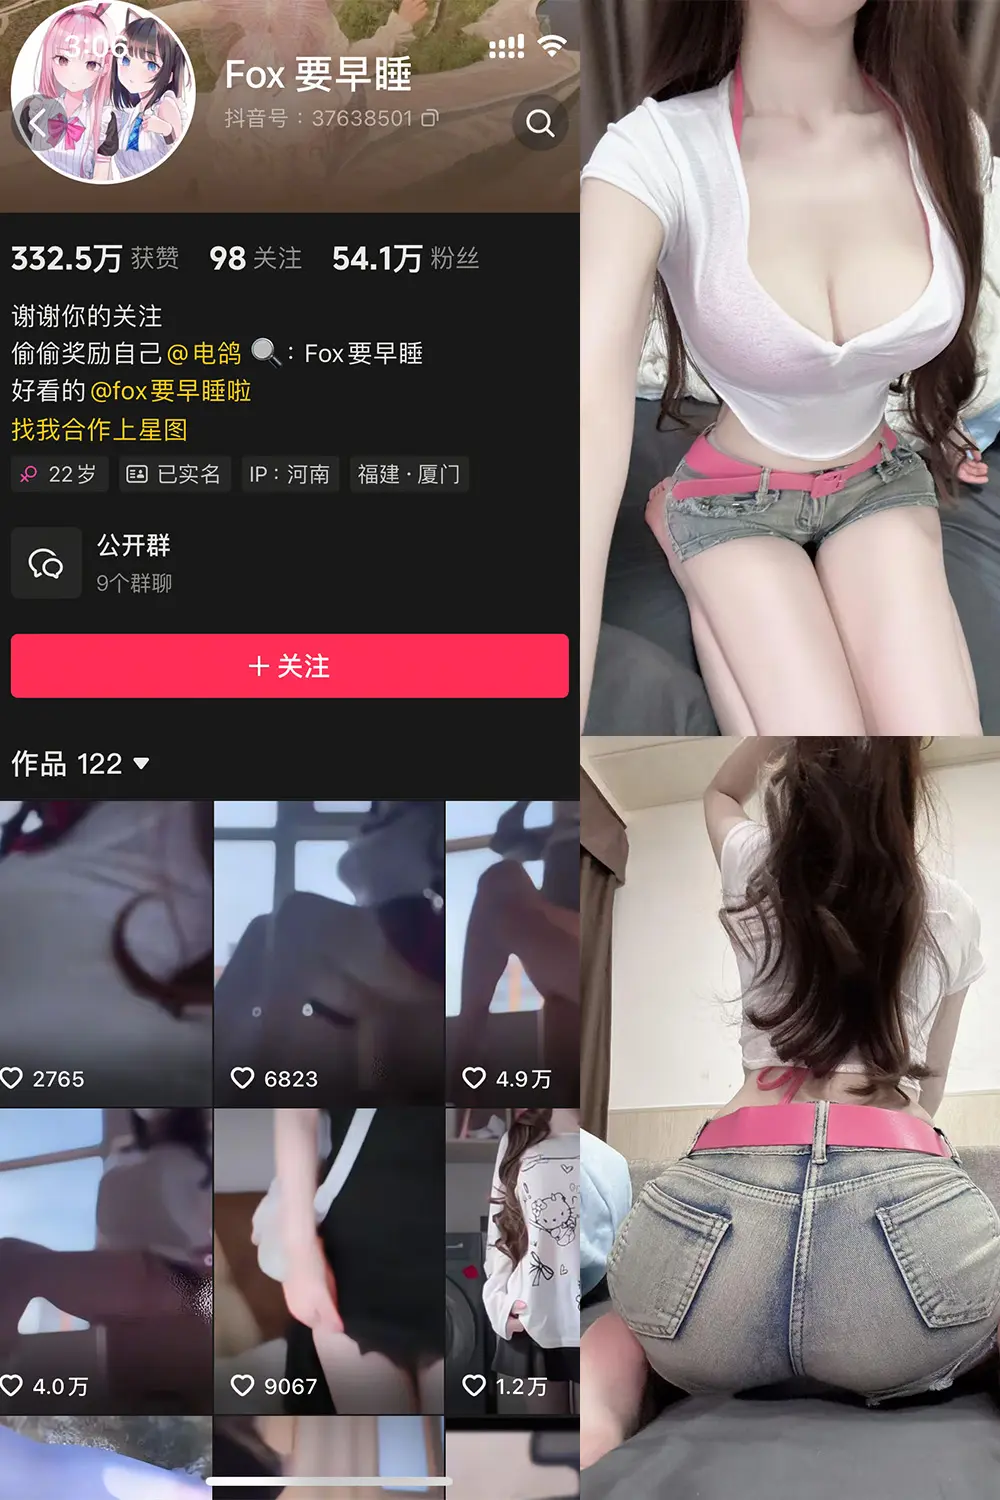 3:06
Fox 要早睡
抖音号：37638501
332.5万 获赞 98 关注 54.1万 粉丝
谢谢你的关注
偷偷奖励自己@电鸽 🔍：Fox要早睡
好看的@fox要早睡啦
找我合作上星图
22岁 已实名 IP：河南 福建·厦门
公开群
9个群聊
+ 关注
作品 122
2765 6823 4.9万
4.0万 9067 1.2万